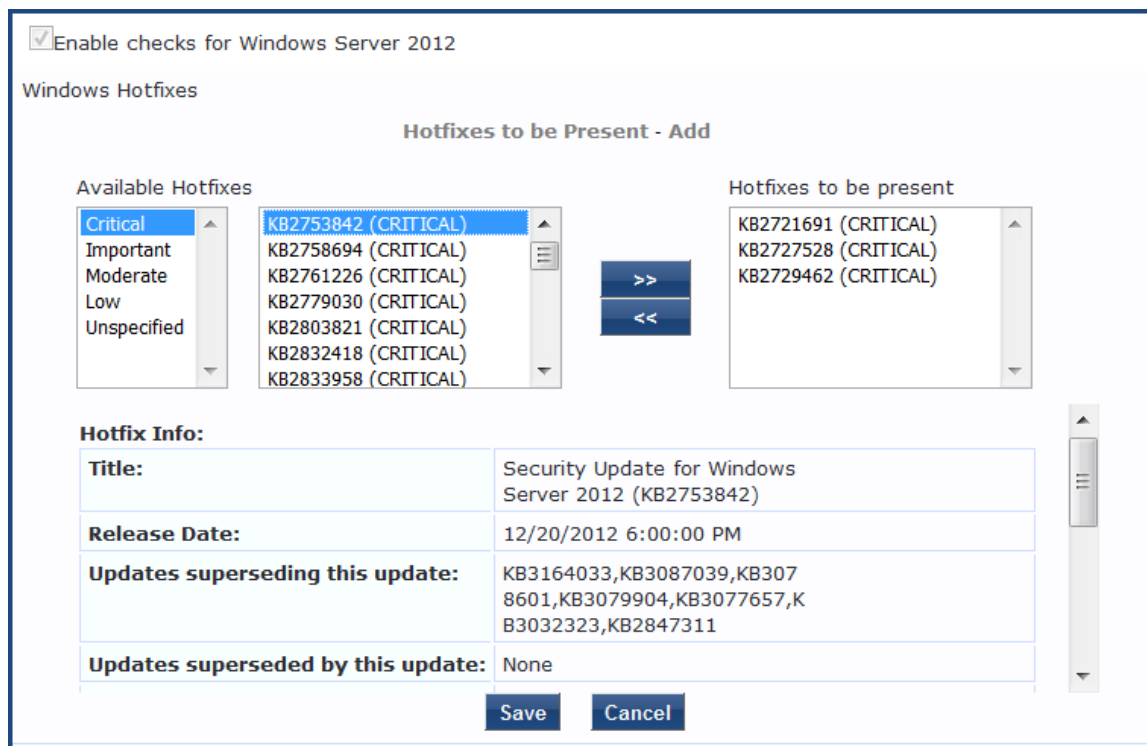 Enable checks for Windows Server 2012
Windows Hotfixes
Hotfixes to be Present - Add
Available Hotfixes
Critical
Important
Moderate
Low
Unspecified
KB2753842 (CRITICAL)
KB2758694 (CRITICAL)
KB2761226 (CRITICAL)
KB2779030 (CRITICAL)
KB2803821 (CRITICAL)
KB2832418 (CRITICAL)
KB2833958 (CRITICAL)
>>
<<
Hotfixes to be present
KB2721691 (CRITICAL)
KB2727528 (CRITICAL)
KB2729462 (CRITICAL)
Hotfix Info:
Title:
Security Update for Windows
Server 2012 (KB2753842)
Release Date:
12/20/2012 6:00:00 PM
Updates superseding this update:
KB3164033,KB3087039,KB307
8601,KB3079904,KB3077657,K
B3032323,KB2847311
Updates superseded by this update:
None
Save
Cancel